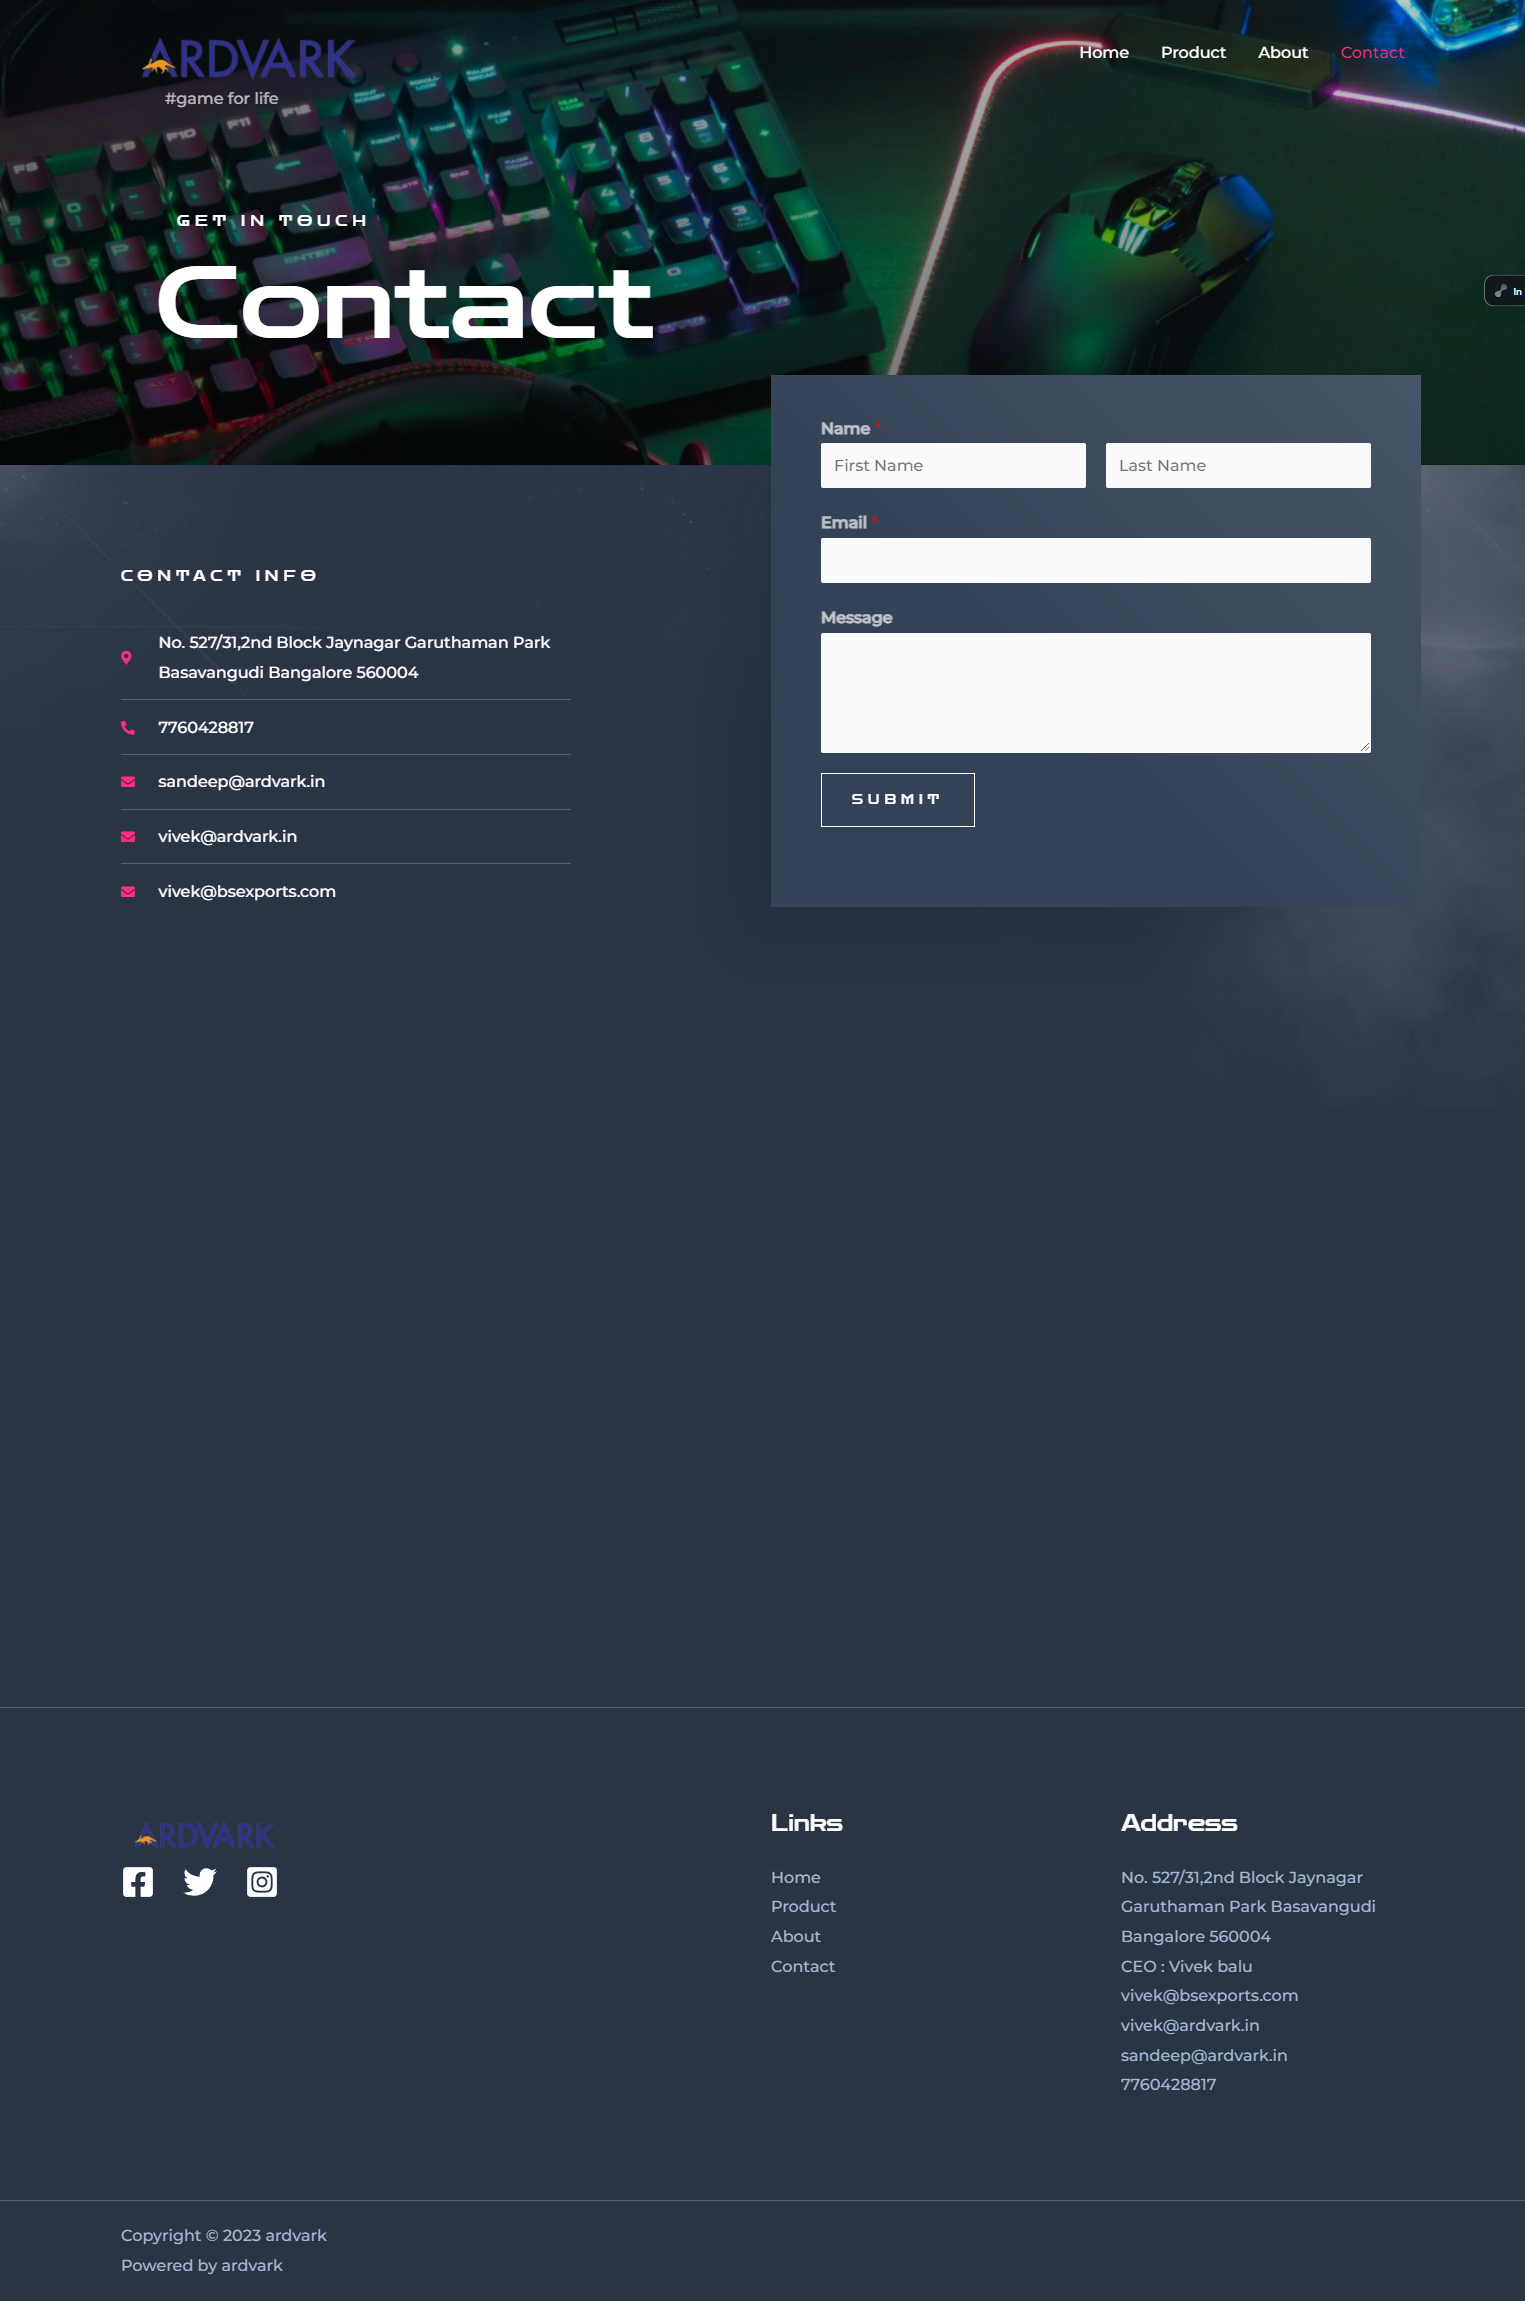 ARDVARK
#game for life
Home Product About Contact
GET IN TOUCH
Contact
Name *
First Name Last Name
Email *
Message
SUBMIT
CONTACT INFO
No. 527/31,2nd Block Jaynagar Garuthaman Park
Basavangudi Bangalore 560004
7760428817
sandeep@ardvark.in
vivek@ardvark.in
vivek@bsexports.com
In
ARDVARK
Links
Home
Product
About
Contact
Address
No. 527/31,2nd Block Jaynagar
Garuthaman Park Basavangudi
Bangalore 560004
CEO : Vivek balu
vivek@bsexports.com
vivek@ardvark.in
sandeep@ardvark.in
7760428817
Copyright © 2023 ardvark
Powered by ardvark